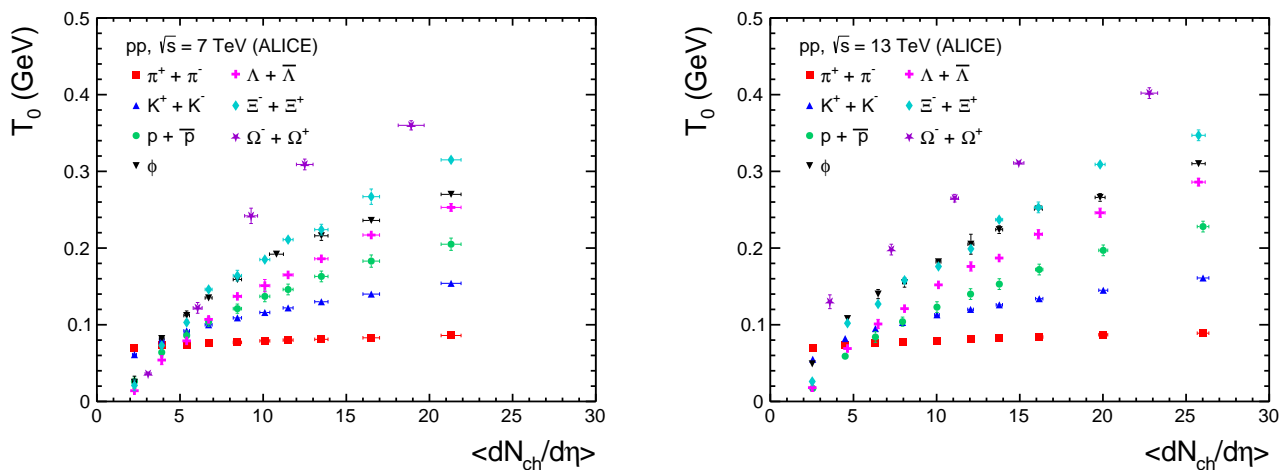 T₀ (GeV)
0.5
0.4
0.3
0.2
0.1
0
pp, √s = 7 TeV (ALICE)
π⁺ + π⁻
K⁺ + K⁻
p + p̅
ϕ
Λ + Λ̅
Ξ⁻ + Ξ⁺
Ω⁻ + Ω⁺
0 5 10 15 20 25 30
<dN_ch/dη>
T₀ (GeV)
0.5
0.4
0.3
0.2
0.1
0
pp, √s = 13 TeV (ALICE)
π⁺ + π⁻
K⁺ + K⁻
p + p̅
ϕ
Λ + Λ̅
Ξ⁻ + Ξ⁺
Ω⁻ + Ω⁺
0 5 10 15 20 25 30
<dN_ch/dη>